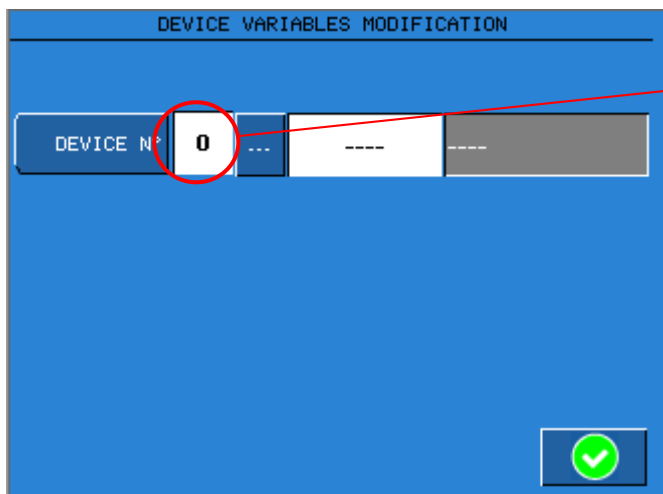 DEVICE VARIABLES MODIFICATION
DEVICE N° 0 ... ---- ----